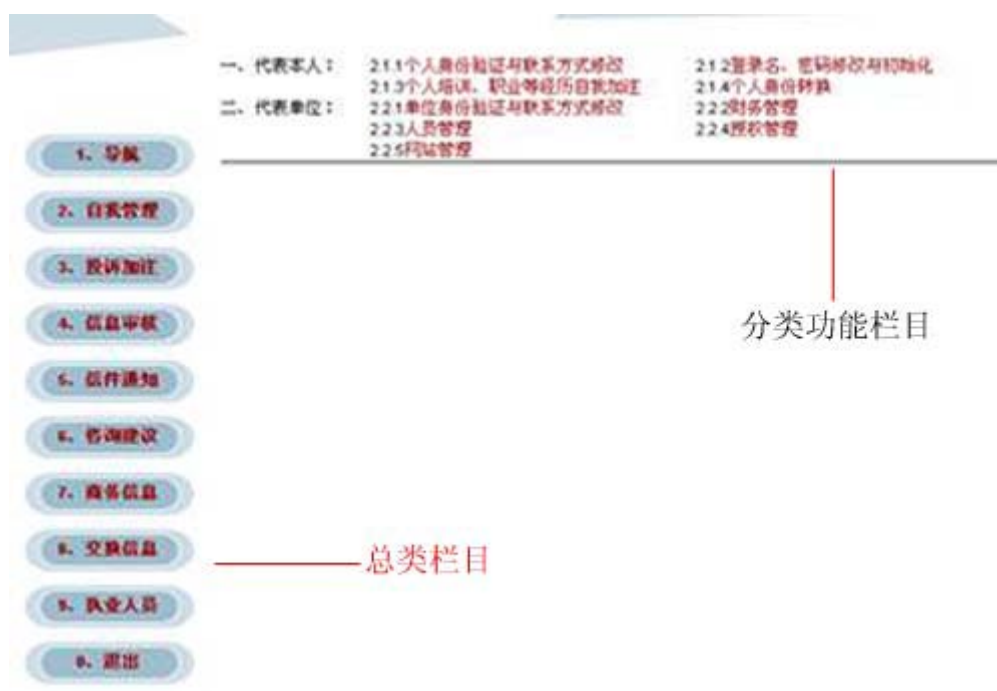 一、代表本人： 2.1.1个人身份验证与联系方式修改 2.1.2登录名、密码修改与初始化
2.1.3个人培训、职业等经历自我加注 2.1.4个人身份转换
二、代表单位： 2.2.1单位身份验证与联系方式修改 2.2.2财务管理
2.2.3人员管理 2.2.4授权管理
2.2.5网站管理
1、导航
2、自我管理
3、投诉加注
4、信息审核
5、信件通知
6、咨询建议
7、商务信息
8、交换信息
9、执业人员
0、退出
分类功能栏目
总类栏目